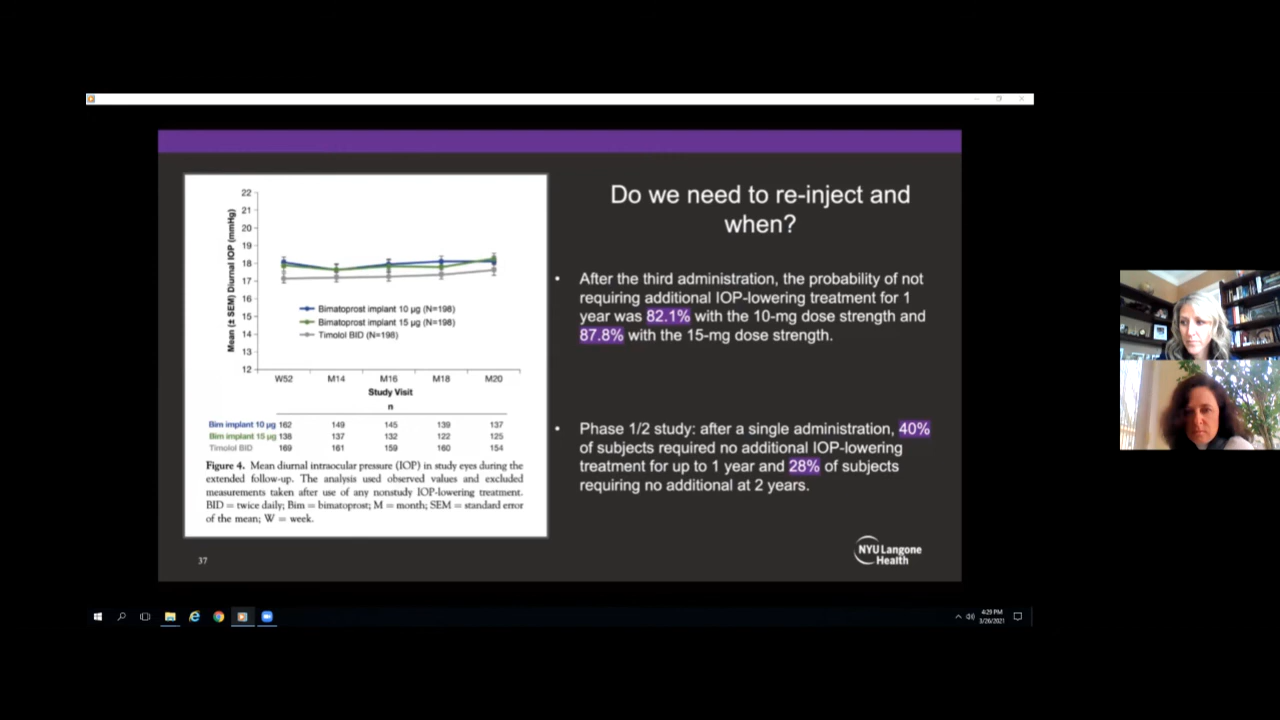 22
21
20
19
18
17
16
15
14
13
12
Mean (± SEM) Diurnal IOP (mmHg)
Bimatoprost implant 10 µg (N=198)
Bimatoprost implant 15 µg (N=198)
Timolol BID (N=198)
W52 M14 M16 M18 M20
Study Visit
n
Bim implant 10 µg 162 149 145 139 137
Bim implant 15 µg 138 137 132 122 125
Timolol BID 169 161 159 160 154
Figure 4. Mean diurnal intraocular pressure (IOP) in study eyes during the
extended follow-up. The analysis used observed values and excluded
measurements taken after use of any nonstudy IOP-lowering treatment.
BID = twice daily; Bim = bimatoprost; M = month; SEM = standard error
of the mean; W = week.
Do we need to re-inject and
when?
• After the third administration, the probability of not
requiring additional IOP-lowering treatment for 1
year was 82.1% with the 10-mg dose strength and
87.8% with the 15-mg dose strength.
• Phase 1/2 study: after a single administration, 40%
of subjects required no additional IOP-lowering
treatment for up to 1 year and 28% of subjects
requiring no additional at 2 years.
37
NYU Langone
Health
4:29 PM
3/26/2021